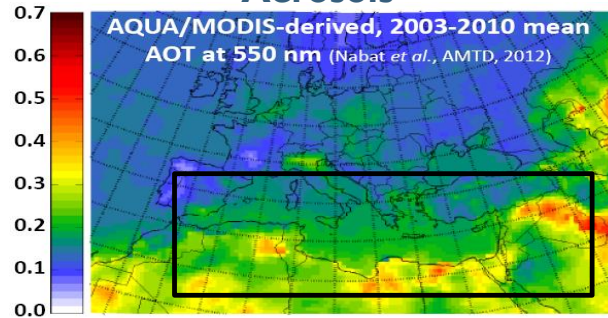 Aerosols
AQUA/MODIS-derived, 2003-2010 mean
AOT at 550 nm (Nabat et al., AMTD, 2012)
0.7
0.6
0.5
0.4
0.3
0.2
0.1
0.0